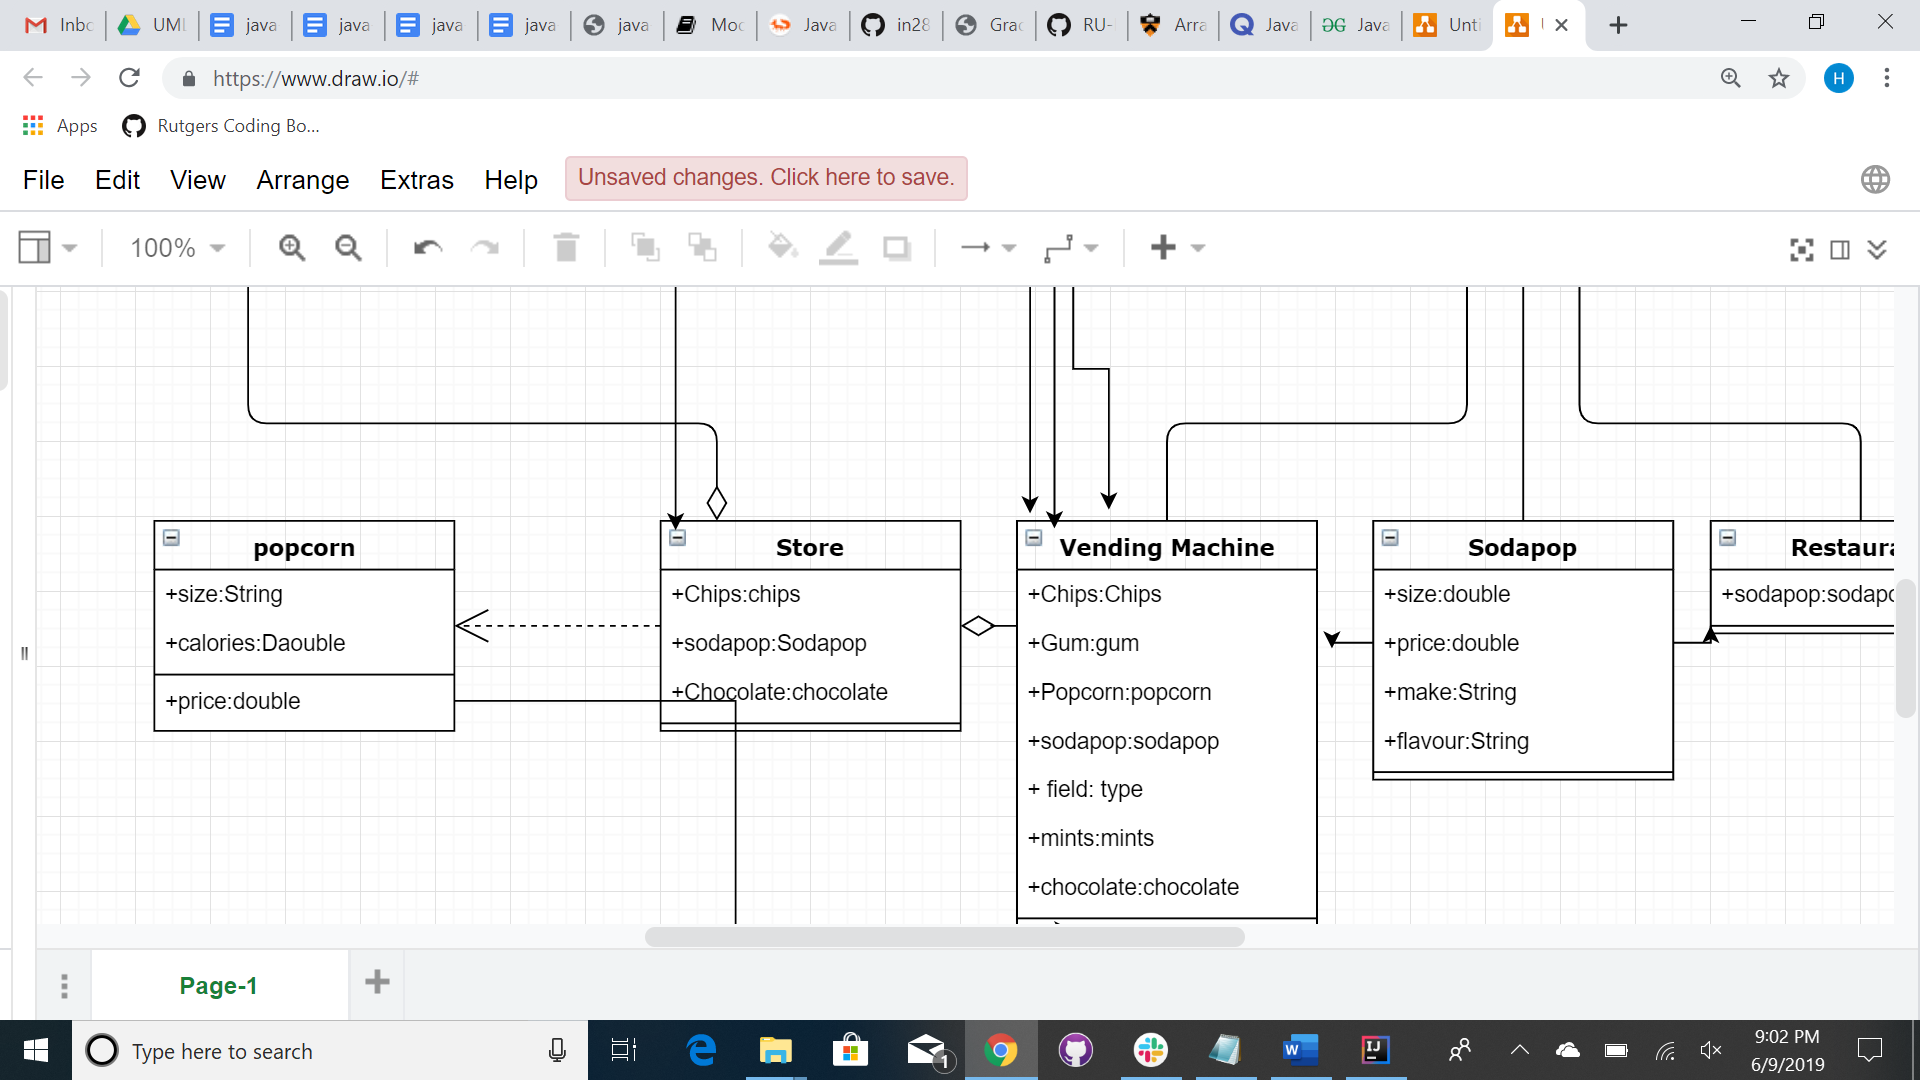 Inbo UML java java java java java Moc Java in28 Grac RU- Arra Java Java Unti
https://www.draw.io/# H
Apps Rutgers Coding Bo...
File Edit View Arrange Extras Help Unsaved changes. Click here to save.
100%
popcorn
+size:String
+calories:Daouble
+price:double
Store
+Chips:chips
+sodapop:Sodapop
+Chocolate:chocolate
Vending Machine
+Chips:Chips
+Gum:gum
+Popcorn:popcorn
+sodapop:sodapop
+ field: type
+mints:mints
+chocolate:chocolate
Sodapop
+size:double
+price:double
+make:String
+flavour:String
Restaura
+sodapop:sodapo
Page-1
Type here to search
1
W
IJ
9:02 PM
6/9/2019